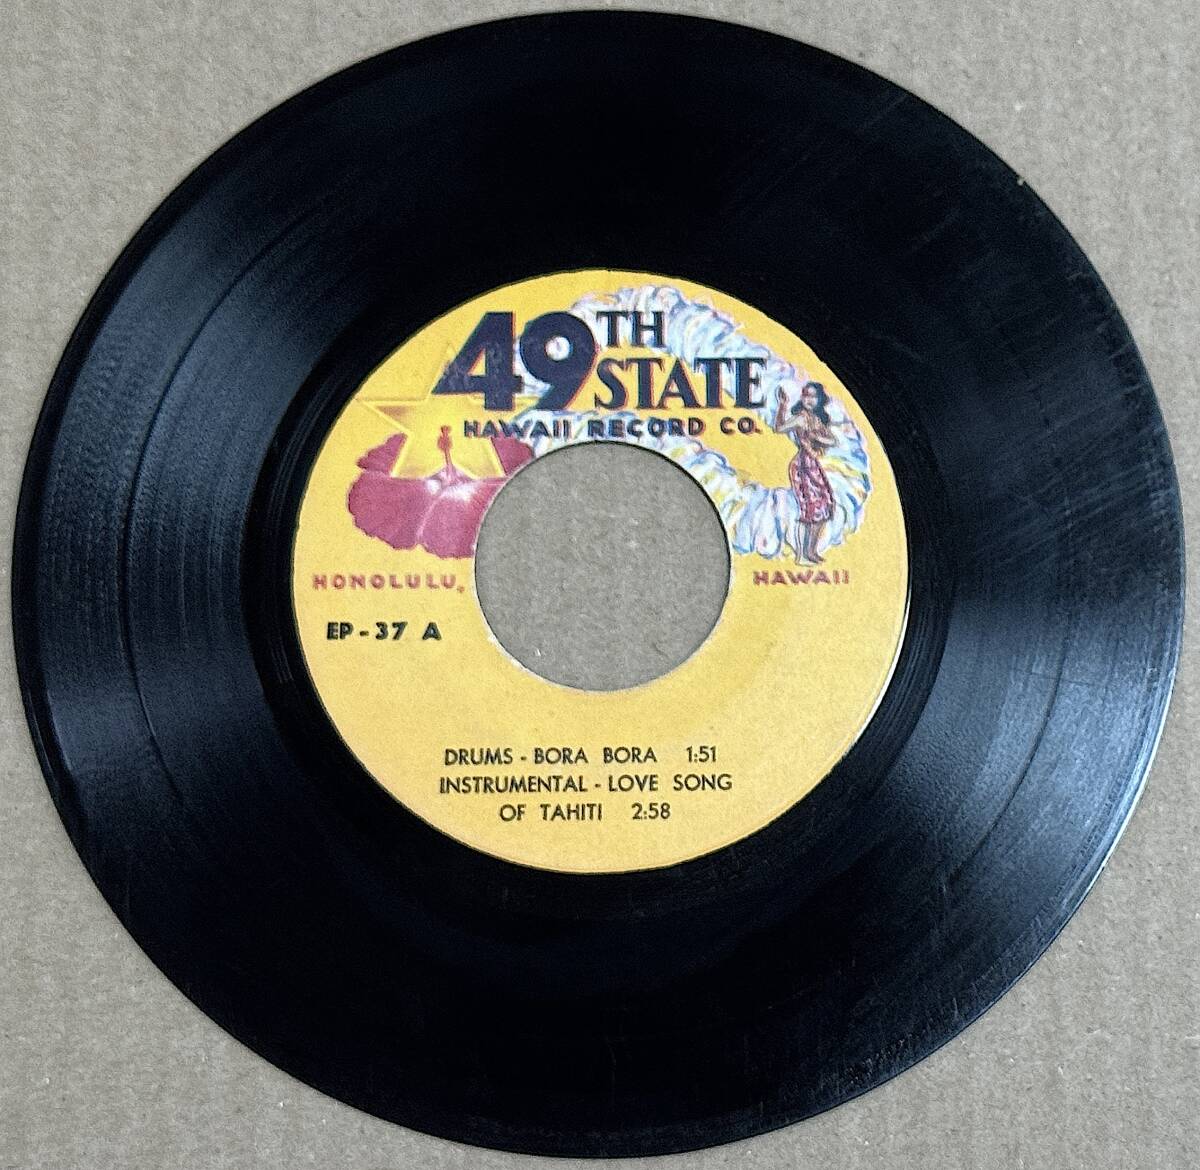 49TH
STATE
HAWAII RECORD CO.
HONOLULU, HAWAII
EP-37 A
DRUMS - BORA BORA 1:51
INSTRUMENTAL - LOVE SONG
OF TAHITI 2:58